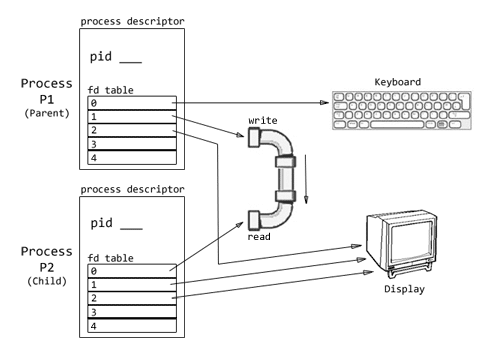 process descriptor
pid ___
Process
P1
(Parent)
fd table
0
1
2
3
4
Keyboard
write
read
process descriptor
pid ___
Process
P2
(Child)
fd table
0
1
2
3
4
Display